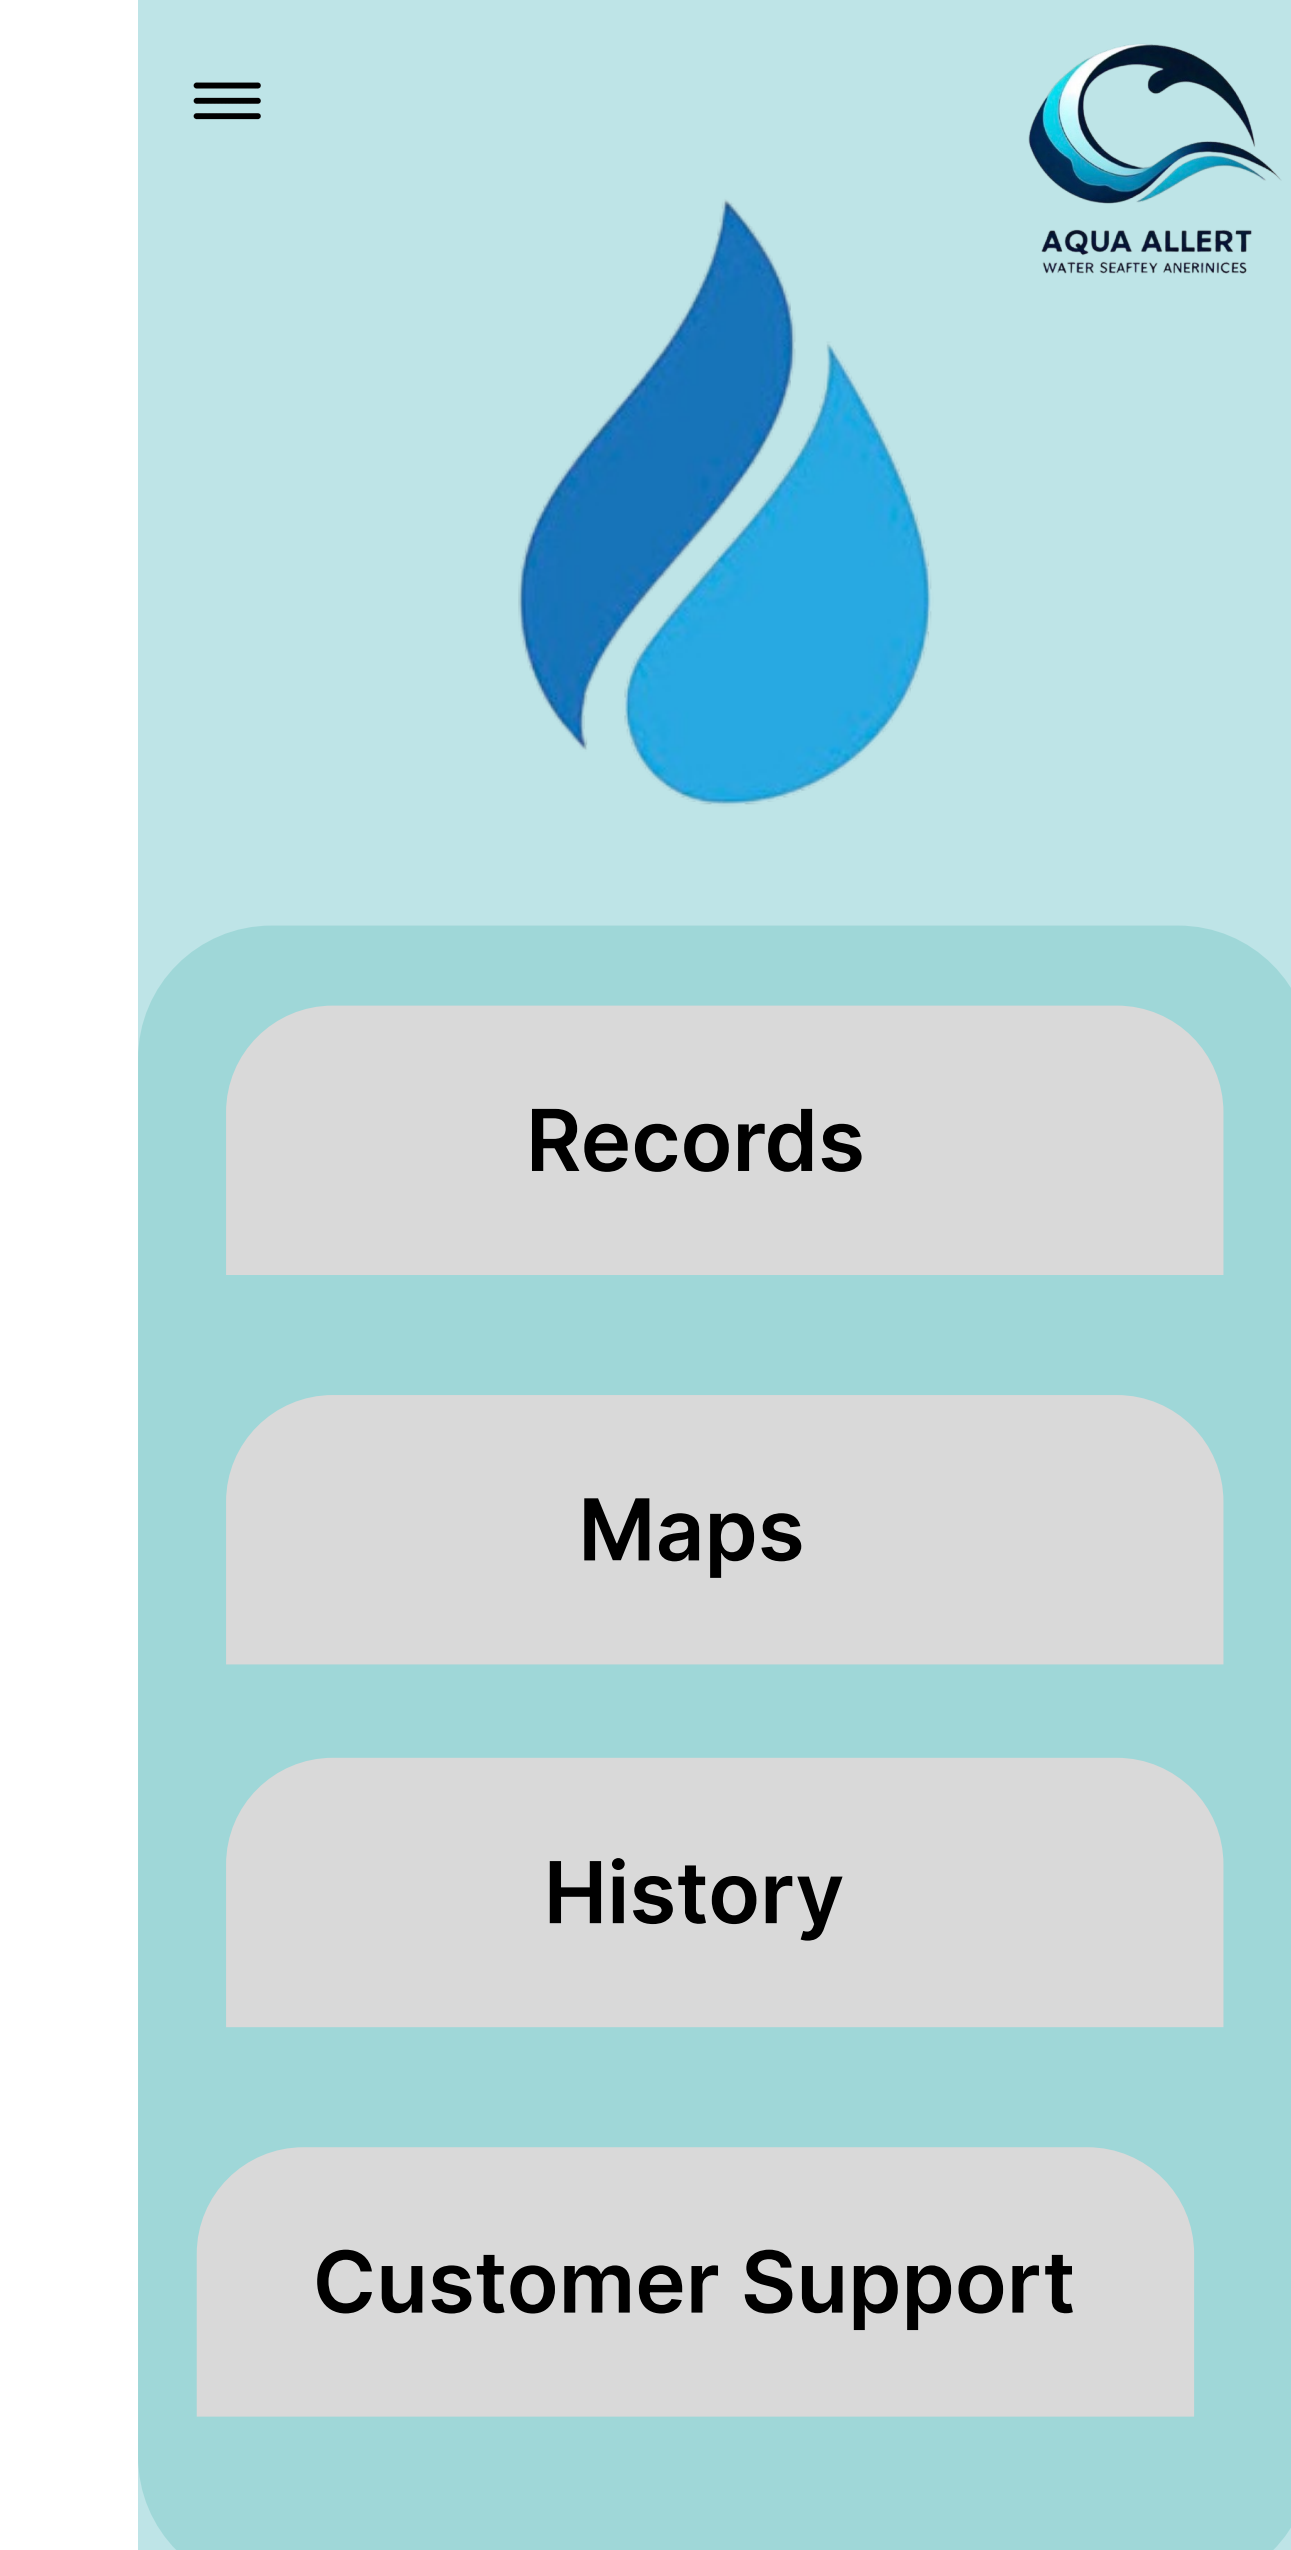 AQUA ALLERT
WATER SEAFTEY ANERINICES
Records
Maps
History
Customer Support